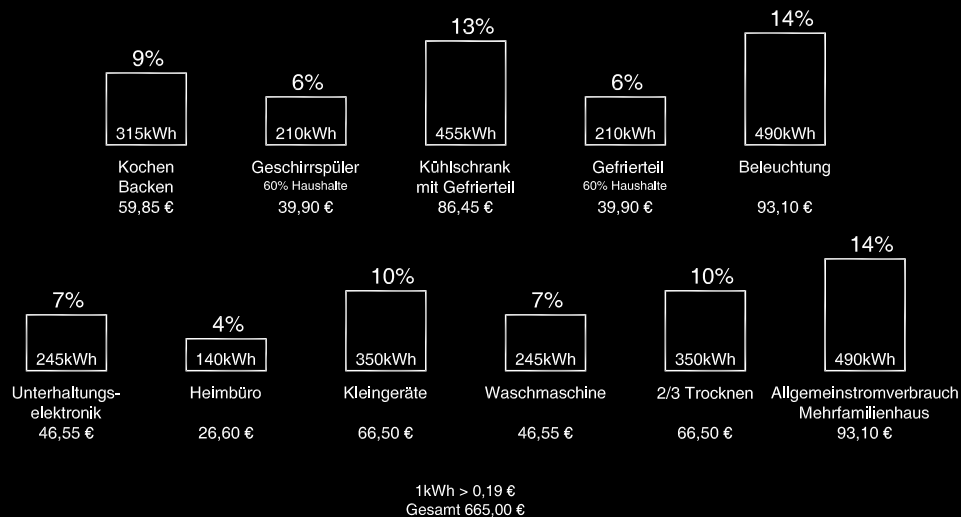 9%
315kWh
Kochen
Backen
59,85 €
6%
210kWh
Geschirrspüler
60% Haushalte
39,90 €
13%
455kWh
Kühlschrank
mit Gefrierteil
86,45 €
6%
210kWh
Gefrierteil
60% Haushalte
39,90 €
14%
490kWh
Beleuchtung
93,10 €
7%
245kWh
Unterhaltungs-
elektronik
46,55 €
4%
140kWh
Heimbüro
26,60 €
10%
350kWh
Kleingeräte
66,50 €
7%
245kWh
Waschmaschine
46,55 €
10%
350kWh
2/3 Trocknen
66,50 €
14%
490kWh
Allgemeinstromverbrauch
Mehrfamilienhaus
93,10 €
1kWh > 0,19 €
Gesamt 665,00 €